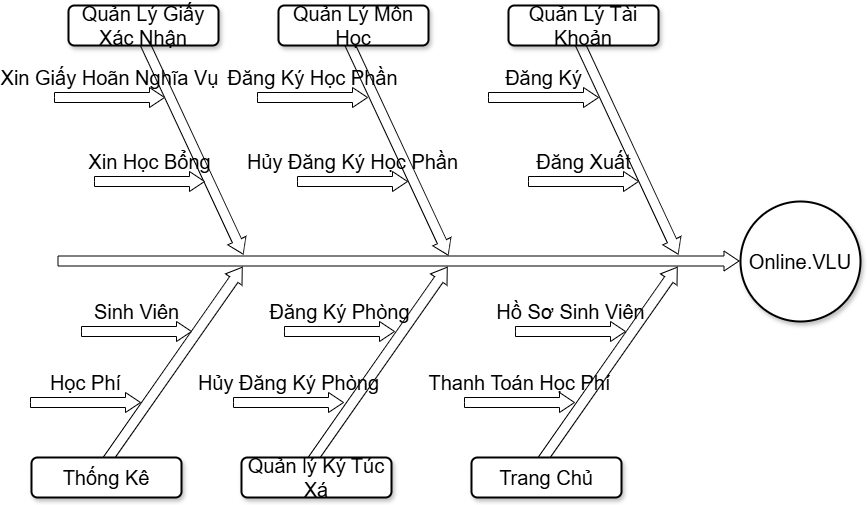 Quản Lý Giấy
Xác Nhận
Quản Lý Môn
Học
Quản Lý Tài
Khoản
Xin Giấy Hoãn Nghĩa Vụ
Đăng Ký Học Phần
Đăng Ký
Xin Học Bổng
Hủy Đăng Ký Học Phần
Đăng Xuất
Online.VLU
Sinh Viên
Đăng Ký Phòng
Hồ Sơ Sinh Viên
Học Phí
Hủy Đăng Ký Phòng
Thanh Toán Học Phí
Thống Kê
Quản lý Ký Túc
Xá
Trang Chủ